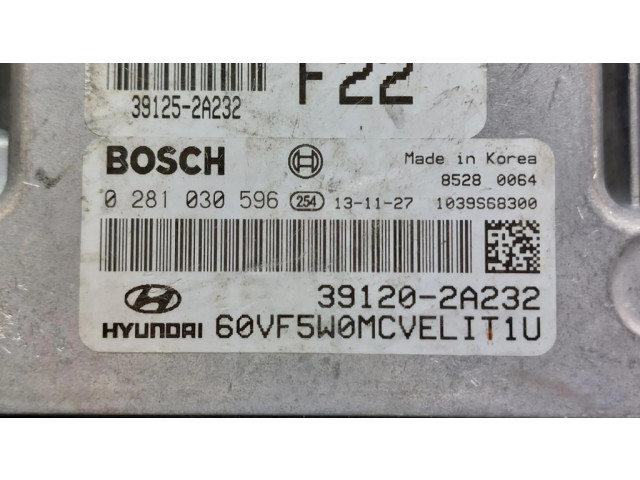 F22
39125-2A232
BOSCH
Made in Korea
8528 0064
0 281 030 596 254 13-11-27 1039S68300
39120-2A232
HYUNDAI 60VF5W0MCVELIT1U